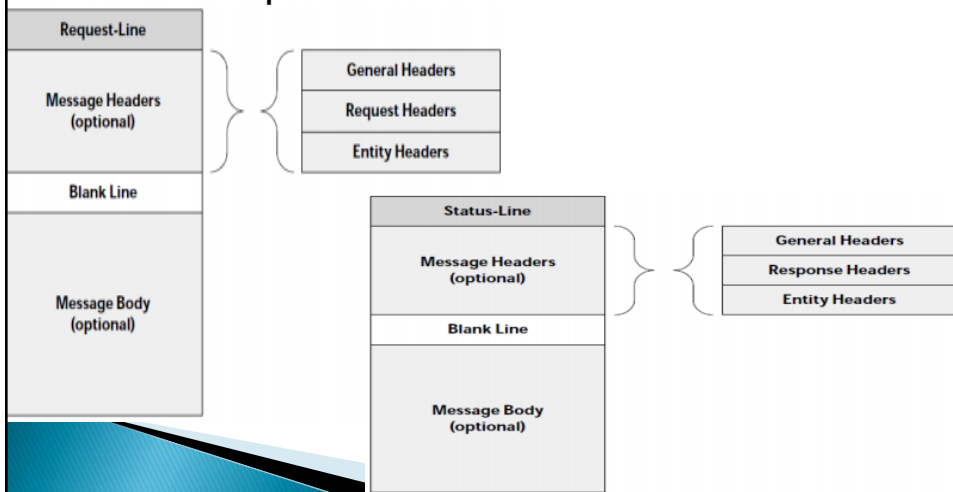 Request-Line
Message Headers
(optional)
Blank Line
Message Body
(optional)
General Headers
Request Headers
Entity Headers
Status-Line
Message Headers
(optional)
Blank Line
Message Body
(optional)
General Headers
Response Headers
Entity Headers